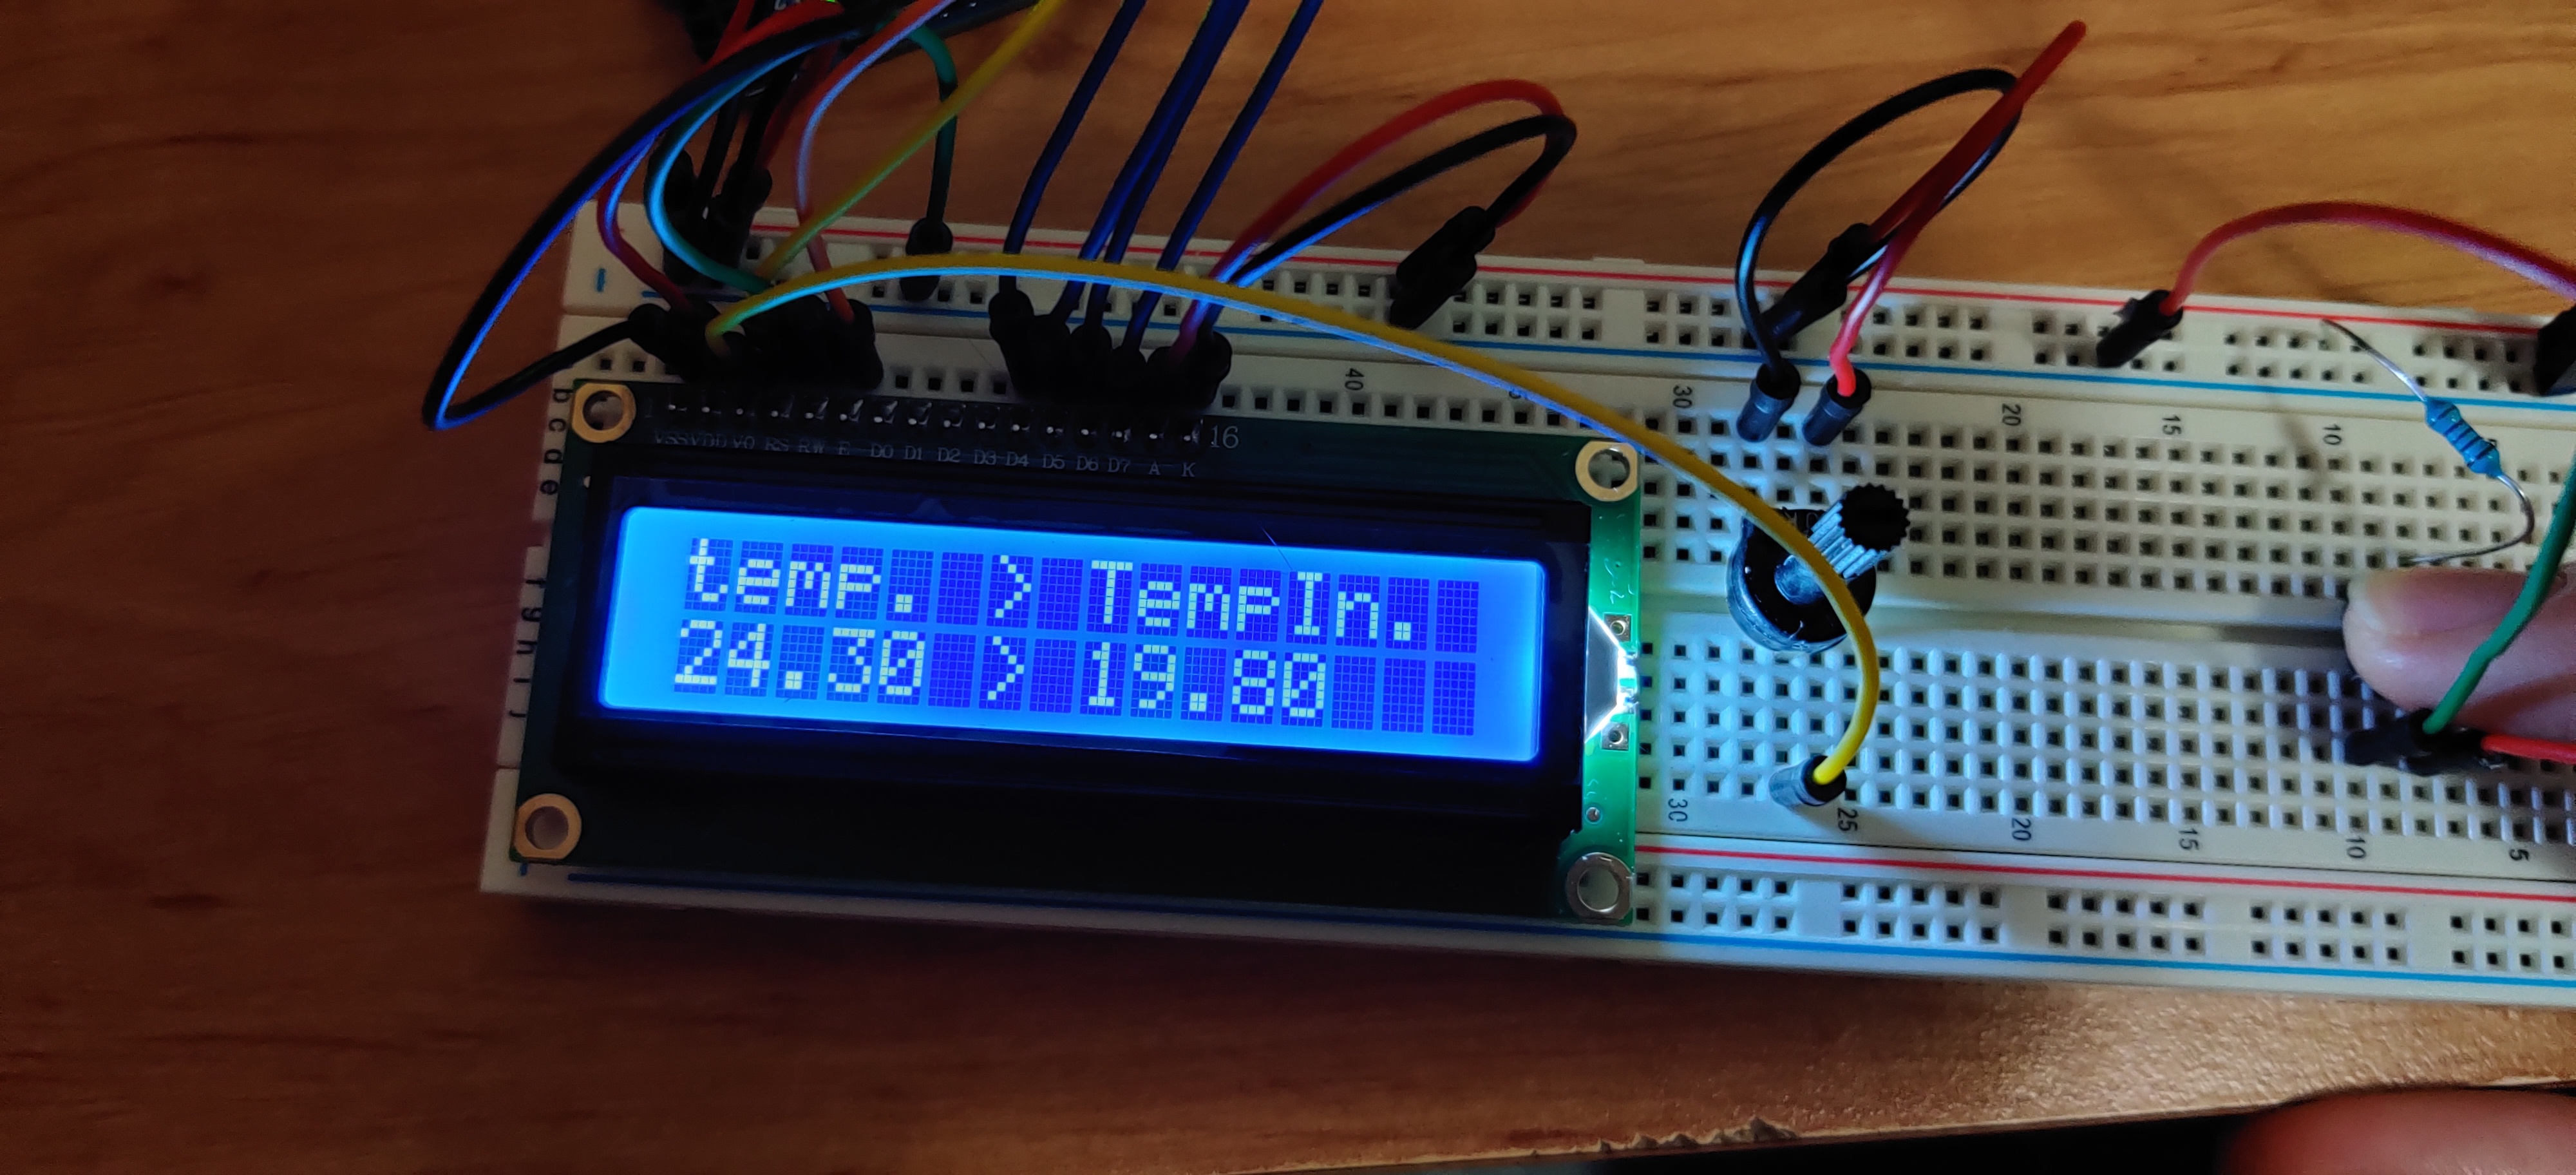 40
30
20
15
10
b
c
d
e
16
VSS VDD V0 RS RW E D0 D1 D2 D3 D4 D5 D6 D7 A K
temp. > TempIn.
24.30 > 19.80
f
g
h
i
j
30
25
20
15
10
5